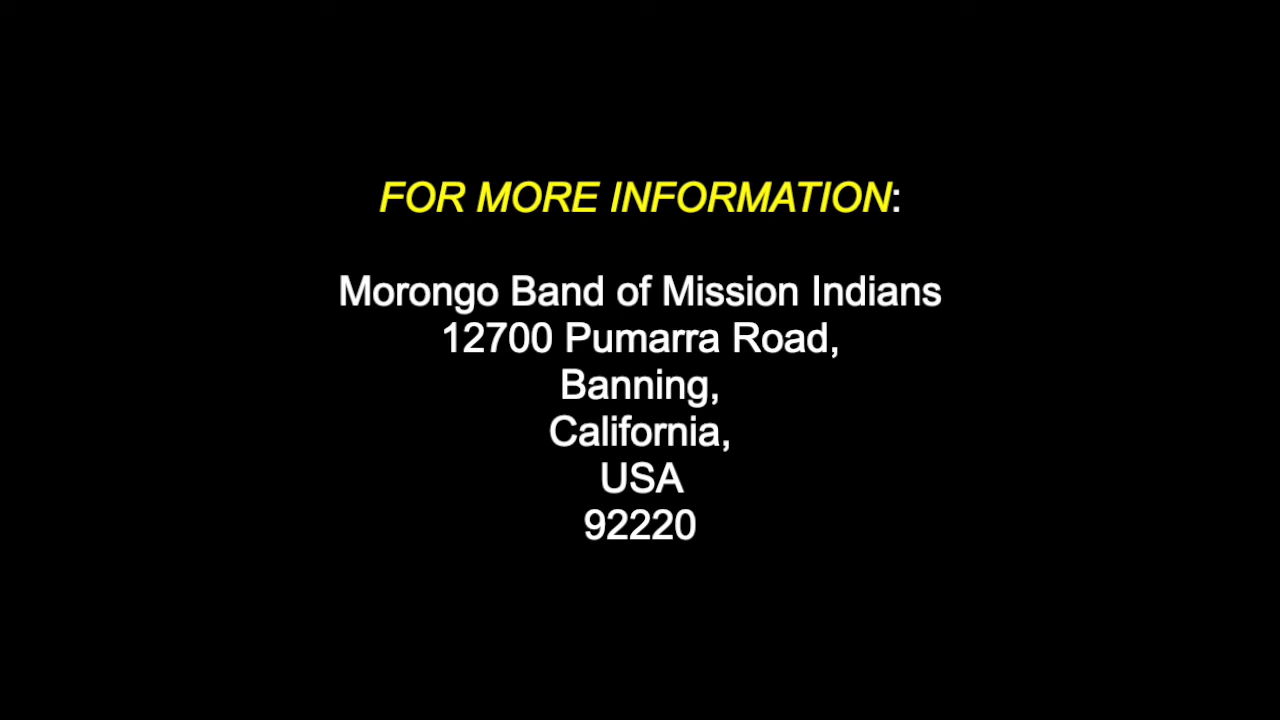 FOR MORE INFORMATION:
Morongo Band of Mission Indians
12700 Pumarra Road,
Banning,
California,
USA
92220